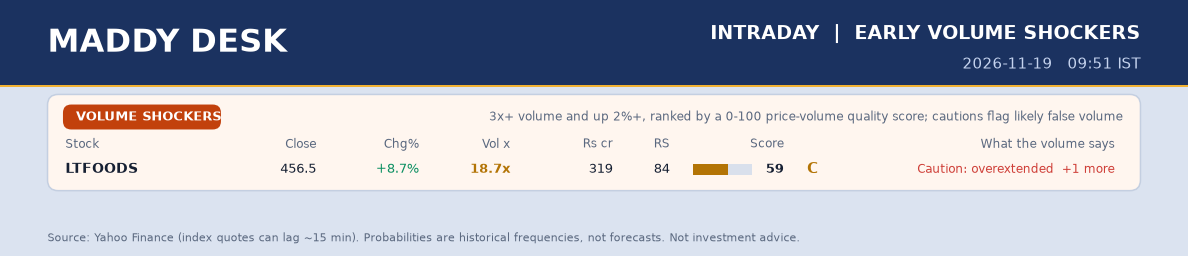 MADDY DESK
INTRADAY | EARLY VOLUME SHOCKERS
2026-11-19 09:51 IST
VOLUME SHOCKERS
3x+ volume and up 2%+, ranked by a 0-100 price-volume quality score; cautions flag likely false volume
Stock Close Chg% Vol x Rs cr RS Score What the volume says
LTFOODS 456.5 +8.7% 18.7x 319 84 59 C Caution: overextended +1 more
Source: Yahoo Finance (index quotes can lag ~15 min). Probabilities are historical frequencies, not forecasts. Not investment advice.